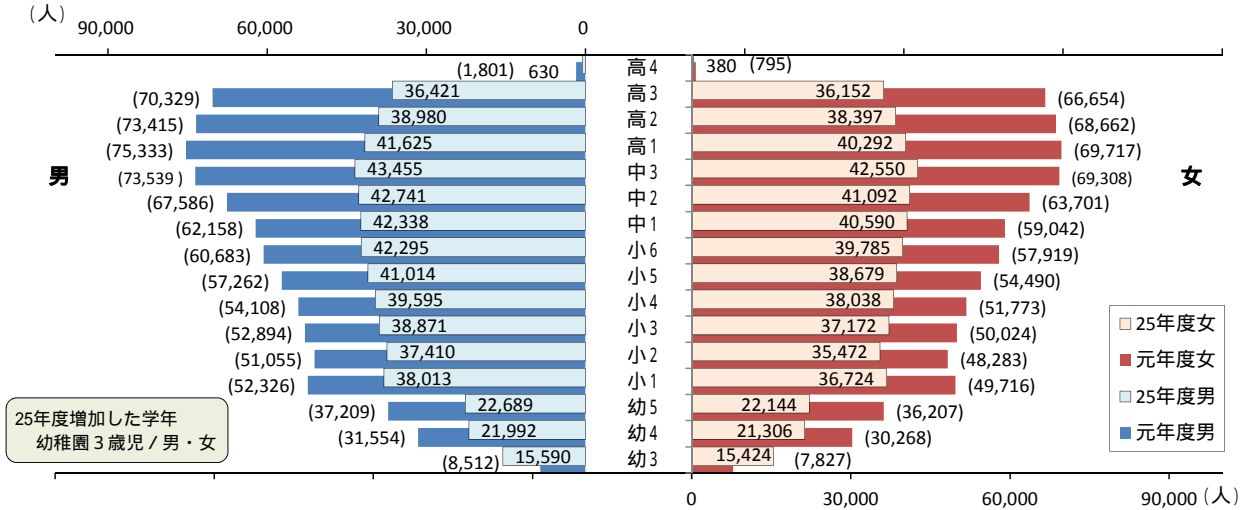 (人)
90,000 60,000 30,000 0
(1,801) 630 高4 380 (795)
(70,329) 36,421 高3 36,152 (66,654)
(73,415) 38,980 高2 38,397 (68,662)
(75,333) 41,625 高1 40,292 (69,717)
男 (73,539) 43,455 中3 42,550 (69,308) 女
(67,586) 42,741 中2 41,092 (63,701)
(62,158) 42,338 中1 40,590 (59,042)
(60,683) 42,295 小6 39,785 (57,919)
(57,262) 41,014 小5 38,679 (54,490)
(54,108) 39,595 小4 38,038 (51,773)
(52,894) 38,871 小3 37,172 (50,024)
(51,055) 37,410 小2 35,472 (48,283)
(52,326) 38,013 小1 36,724 (49,716)
(37,209) 22,689 幼5 22,144 (36,207)
(31,554) 21,992 幼4 21,306 (30,268)
(8,512) 15,590 幼3 15,424 (7,827)
25年度女
元年度女
25年度男
元年度男
25年度増加した学年
幼稚園3歳児/男・女
0 30,000 60,000 90,000 (人)